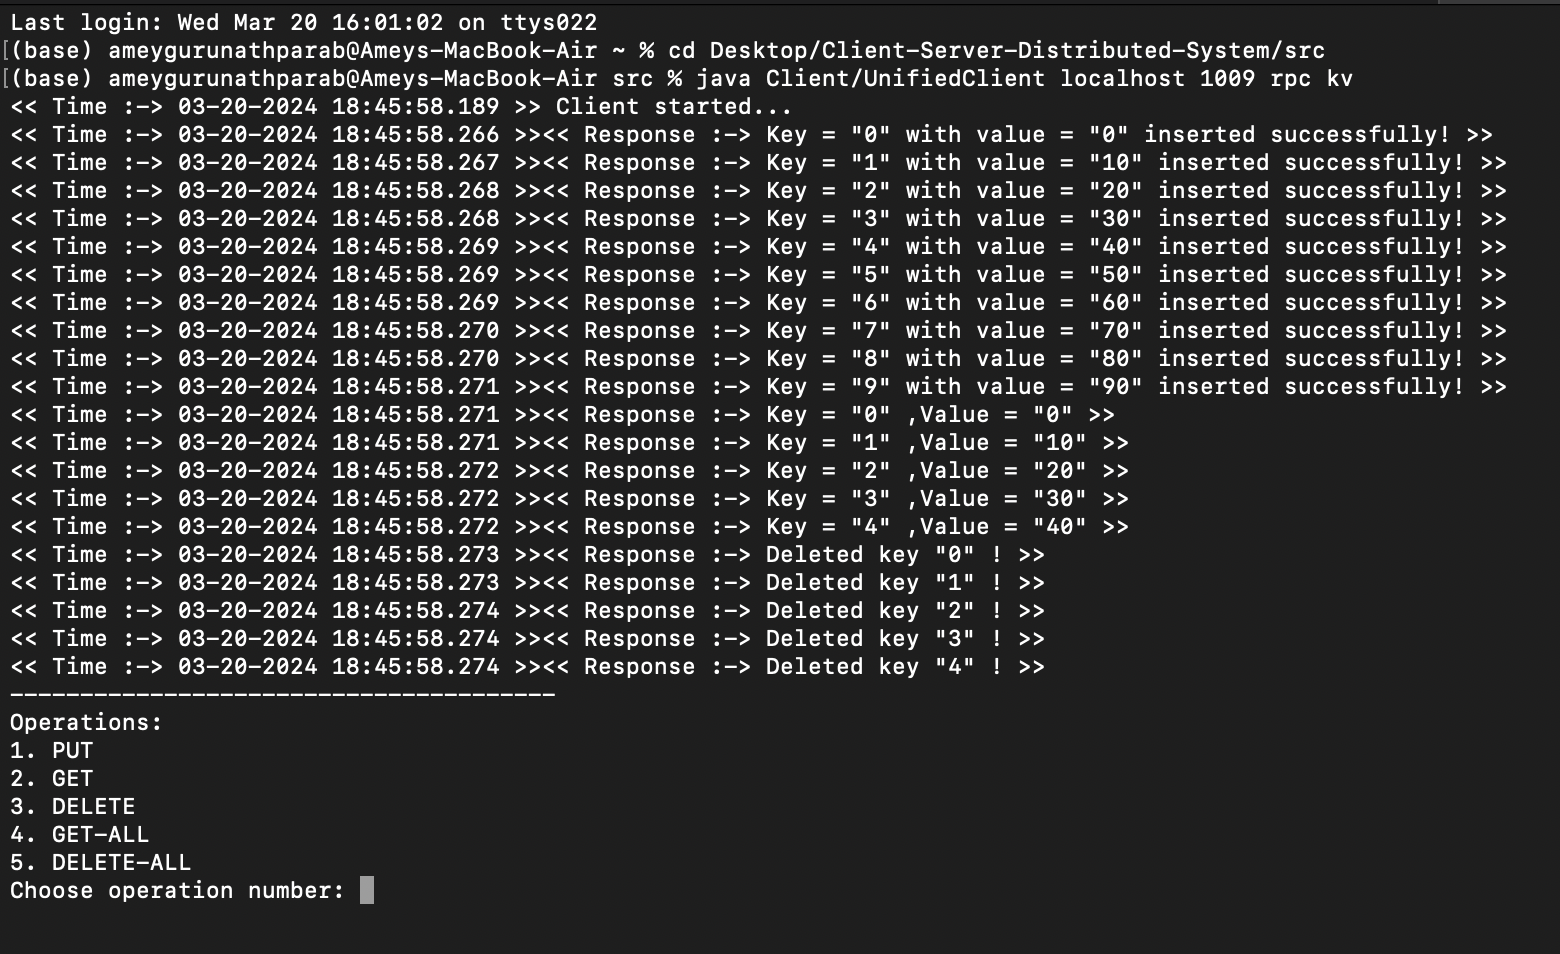 Last login: Wed Mar 20 16:01:02 on ttys022
[(base) ameygurunathparab@Ameys-MacBook-Air ~ % cd Desktop/Client-Server-Distributed-System/src
[(base) ameygurunathparab@Ameys-MacBook-Air src % java Client/UnifiedClient localhost 1009 rpc kv
<< Time :-> 03-20-2024 18:45:58.189 >> Client started...
<< Time :-> 03-20-2024 18:45:58.266 >><< Response :-> Key = "0" with value = "0" inserted successfully! >>
<< Time :-> 03-20-2024 18:45:58.267 >><< Response :-> Key = "1" with value = "10" inserted successfully! >>
<< Time :-> 03-20-2024 18:45:58.268 >><< Response :-> Key = "2" with value = "20" inserted successfully! >>
<< Time :-> 03-20-2024 18:45:58.268 >><< Response :-> Key = "3" with value = "30" inserted successfully! >>
<< Time :-> 03-20-2024 18:45:58.269 >><< Response :-> Key = "4" with value = "40" inserted successfully! >>
<< Time :-> 03-20-2024 18:45:58.269 >><< Response :-> Key = "5" with value = "50" inserted successfully! >>
<< Time :-> 03-20-2024 18:45:58.269 >><< Response :-> Key = "6" with value = "60" inserted successfully! >>
<< Time :-> 03-20-2024 18:45:58.270 >><< Response :-> Key = "7" with value = "70" inserted successfully! >>
<< Time :-> 03-20-2024 18:45:58.270 >><< Response :-> Key = "8" with value = "80" inserted successfully! >>
<< Time :-> 03-20-2024 18:45:58.271 >><< Response :-> Key = "9" with value = "90" inserted successfully! >>
<< Time :-> 03-20-2024 18:45:58.271 >><< Response :-> Key = "0" ,Value = "0" >>
<< Time :-> 03-20-2024 18:45:58.271 >><< Response :-> Key = "1" ,Value = "10" >>
<< Time :-> 03-20-2024 18:45:58.272 >><< Response :-> Key = "2" ,Value = "20" >>
<< Time :-> 03-20-2024 18:45:58.272 >><< Response :-> Key = "3" ,Value = "30" >>
<< Time :-> 03-20-2024 18:45:58.272 >><< Response :-> Key = "4" ,Value = "40" >>
<< Time :-> 03-20-2024 18:45:58.273 >><< Response :-> Deleted key "0" ! >>
<< Time :-> 03-20-2024 18:45:58.273 >><< Response :-> Deleted key "1" ! >>
<< Time :-> 03-20-2024 18:45:58.274 >><< Response :-> Deleted key "2" ! >>
<< Time :-> 03-20-2024 18:45:58.274 >><< Response :-> Deleted key "3" ! >>
<< Time :-> 03-20-2024 18:45:58.274 >><< Response :-> Deleted key "4" ! >>
---------------------------------------
Operations:
1. PUT
2. GET
3. DELETE
4. GET-ALL
5. DELETE-ALL
Choose operation number: